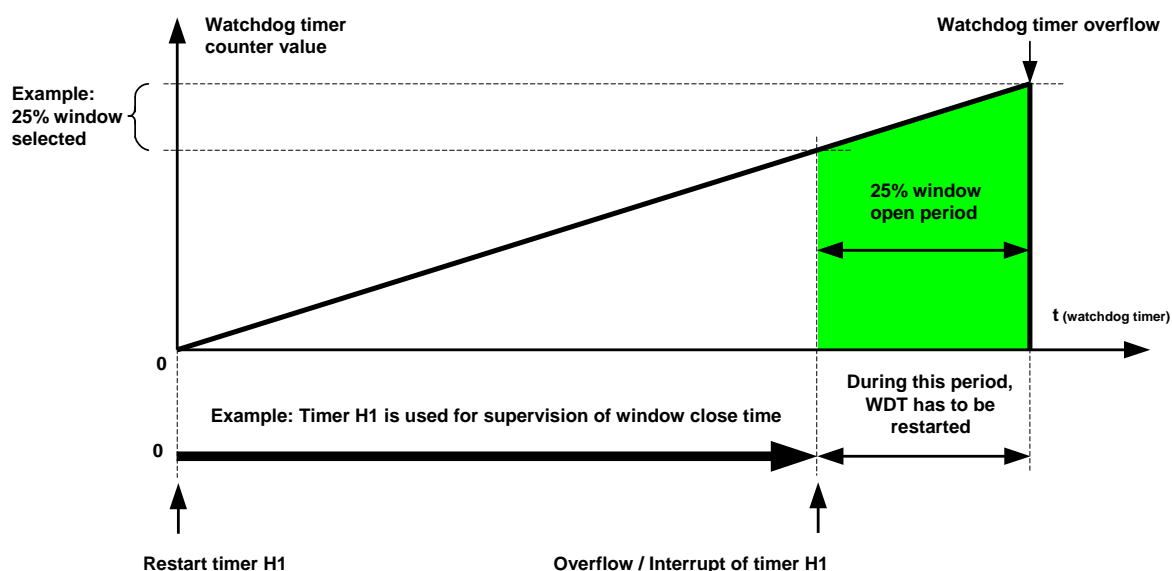 Watchdog timer
counter value
Watchdog timer overflow
Example:
25% window
selected
25% window
open period
t (watchdog timer)
0
During this period,
WDT has to be
restarted
Example: Timer H1 is used for supervision of window close time
0
Restart timer H1
Overflow / Interrupt of timer H1